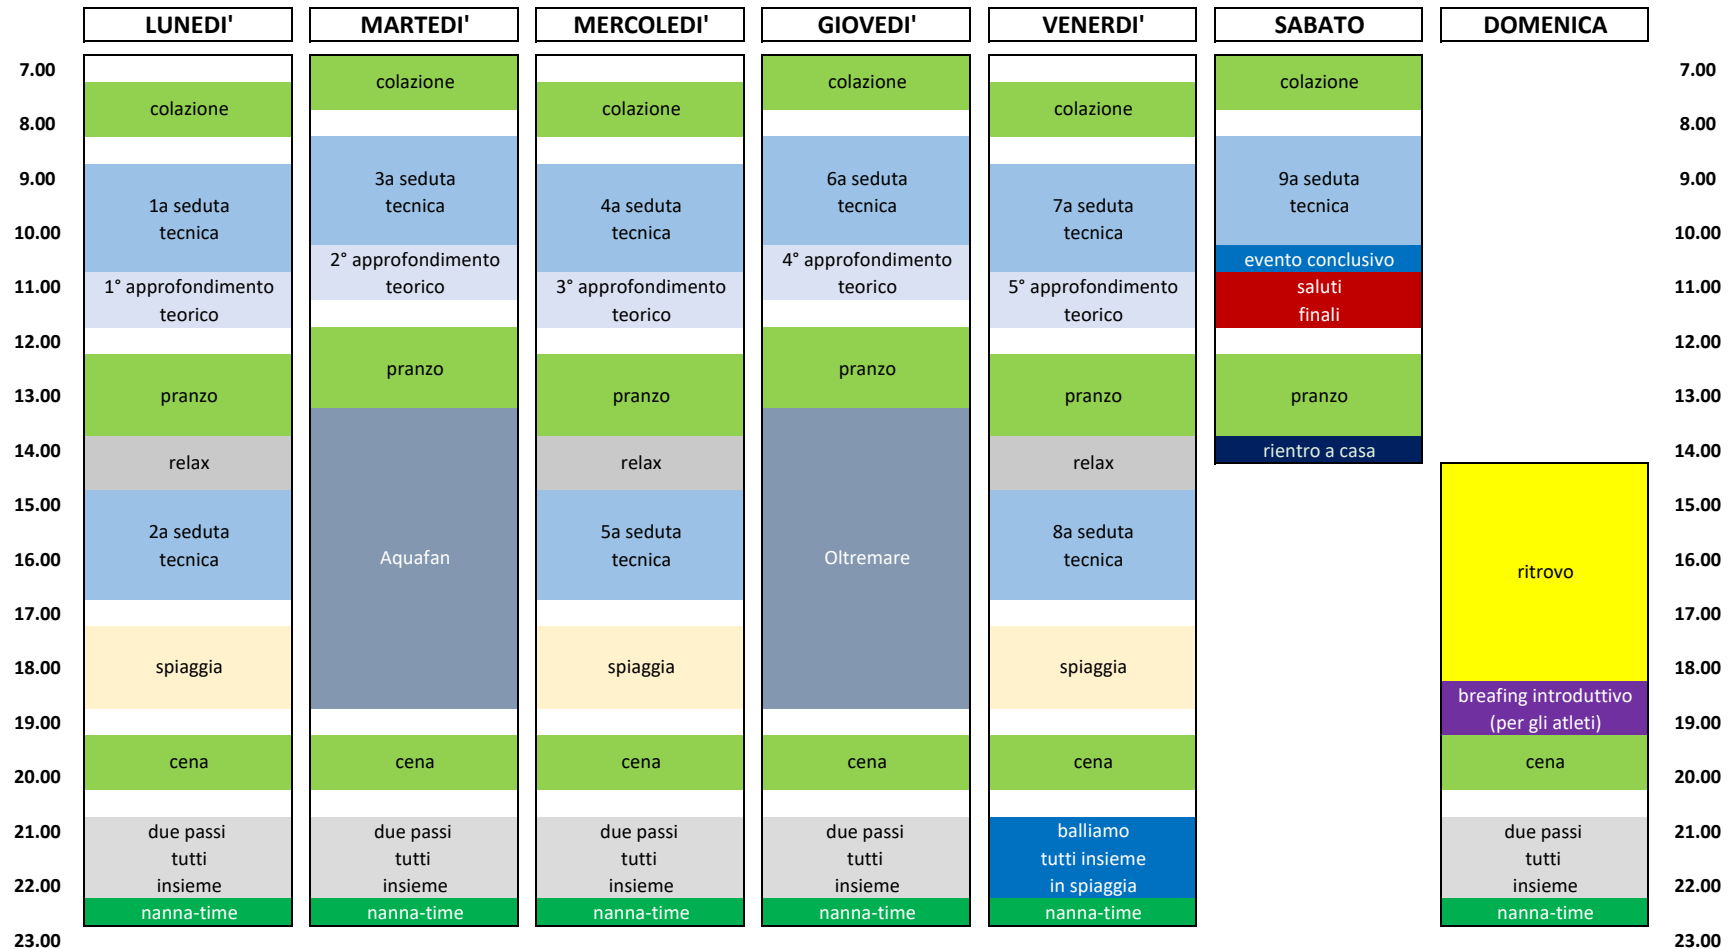 LUNEDI'
MARTEDI'
MERCOLEDI'
GIOVEDI'
VENERDI'
SABATO
DOMENICA
7.00
8.00
9.00
10.00
11.00
12.00
13.00
14.00
15.00
16.00
17.00
18.00
19.00
20.00
21.00
22.00
23.00
colazione
1a seduta
tecnica
1° approfondimento
teorico
pranzo
relax
2a seduta
tecnica
spiaggia
cena
due passi
tutti
insieme
nanna-time
colazione
3a seduta
tecnica
2° approfondimento
teorico
pranzo
Aquafan
cena
due passi
tutti
insieme
nanna-time
colazione
4a seduta
tecnica
3° approfondimento
teorico
pranzo
relax
5a seduta
tecnica
spiaggia
cena
due passi
tutti
insieme
nanna-time
colazione
6a seduta
tecnica
4° approfondimento
teorico
pranzo
Oltremare
cena
due passi
tutti
insieme
nanna-time
colazione
7a seduta
tecnica
5° approfondimento
teorico
pranzo
relax
8a seduta
tecnica
spiaggia
cena
balliamo
tutti insieme
in spiaggia
nanna-time
colazione
9a seduta
tecnica
evento conclusivo
saluti
finali
pranzo
rientro a casa
ritrovo
breafing introduttivo
(per gli atleti)
cena
due passi
tutti
insieme
nanna-time
7.00
8.00
9.00
10.00
11.00
12.00
13.00
14.00
15.00
16.00
17.00
18.00
19.00
20.00
21.00
22.00
23.00